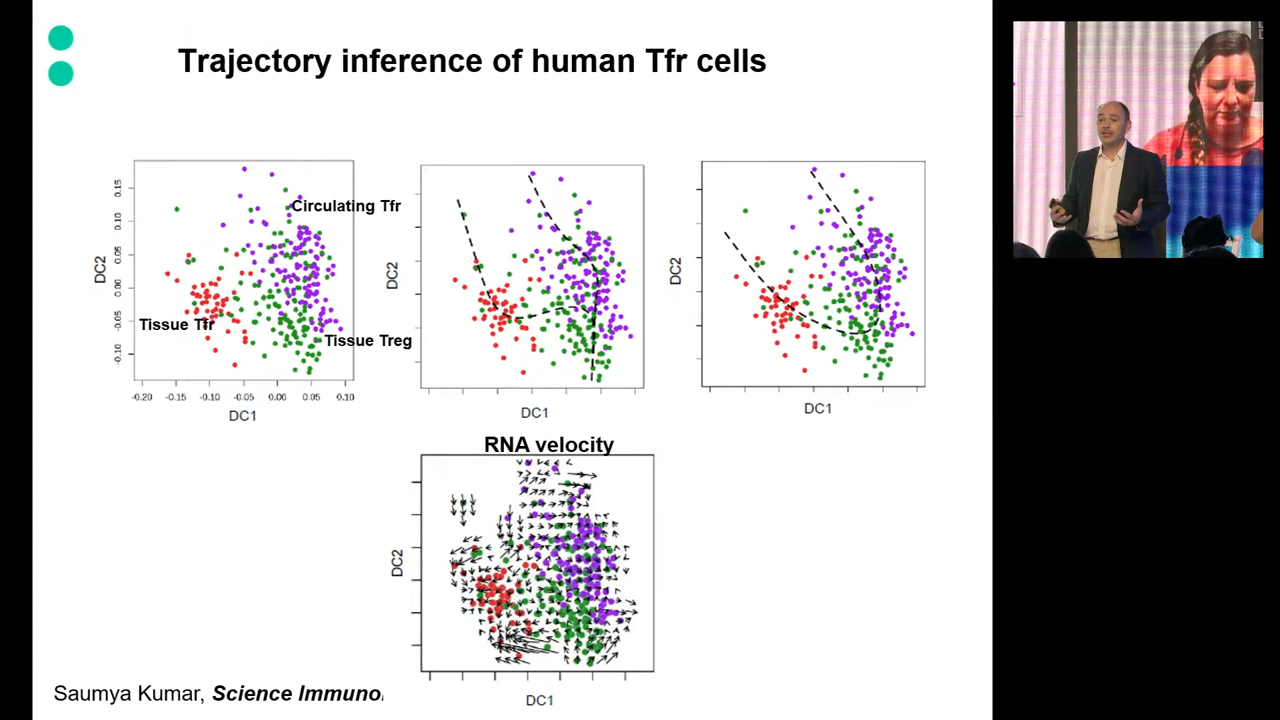 Trajectory inference of human Tfr cells
Circulating Tfr
Tissue Tfr
Tissue Treg
DC2
0.15
0.10
0.05
0.00
-0.05
-0.10
-0.20
-0.15
-0.10
-0.05
0.00
0.05
0.10
DC1
DC2
DC1
DC2
DC1
RNA velocity
DC2
DC1
Saumya Kumar, Science Immuno